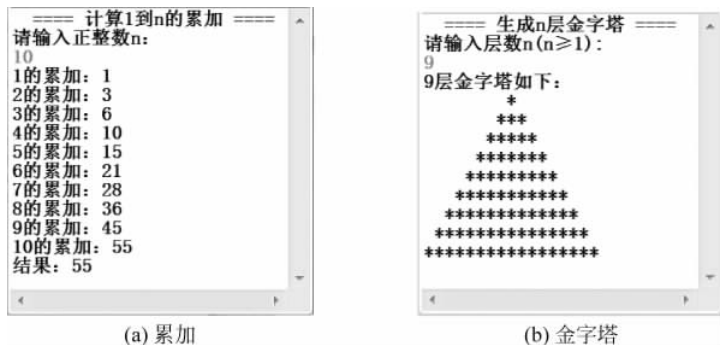 ==== 计算1到n的累加 ====
请输入正整数n:
10
1的累加: 1
2的累加: 3
3的累加: 6
4的累加: 10
5的累加: 15
6的累加: 21
7的累加: 28
8的累加: 36
9的累加: 45
10的累加: 55
结果: 55
(a) 累加
==== 生成n层金字塔 ====
请输入层数n(n≥1):
9
9层金字塔如下:
        *
       ***
      *****
     *******
    *********
   ***********
  *************
 ***************
*****************
(b) 金字塔